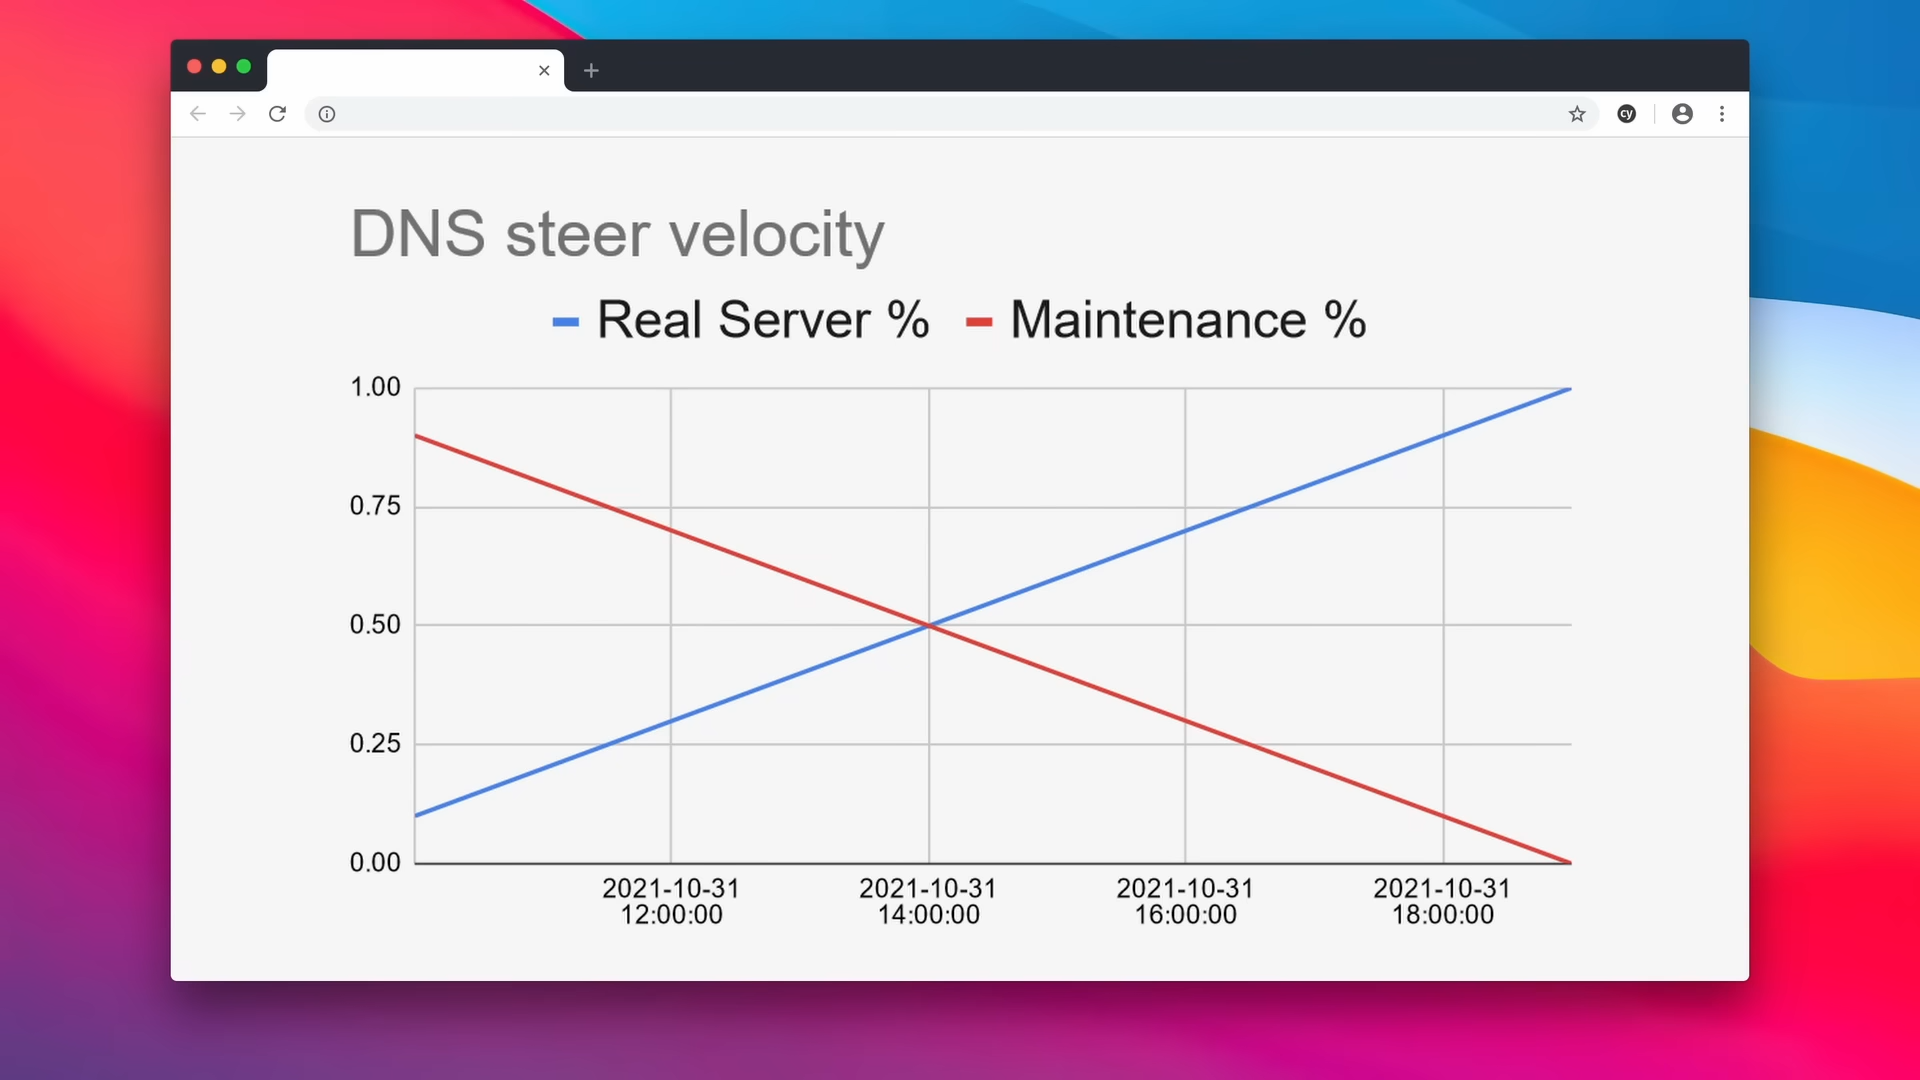 cy
DNS steer velocity
Real Server % Maintenance %
1.00
0.75
0.50
0.25
0.00
2021-10-31 2021-10-31 2021-10-31 2021-10-31
12:00:00 14:00:00 16:00:00 18:00:00